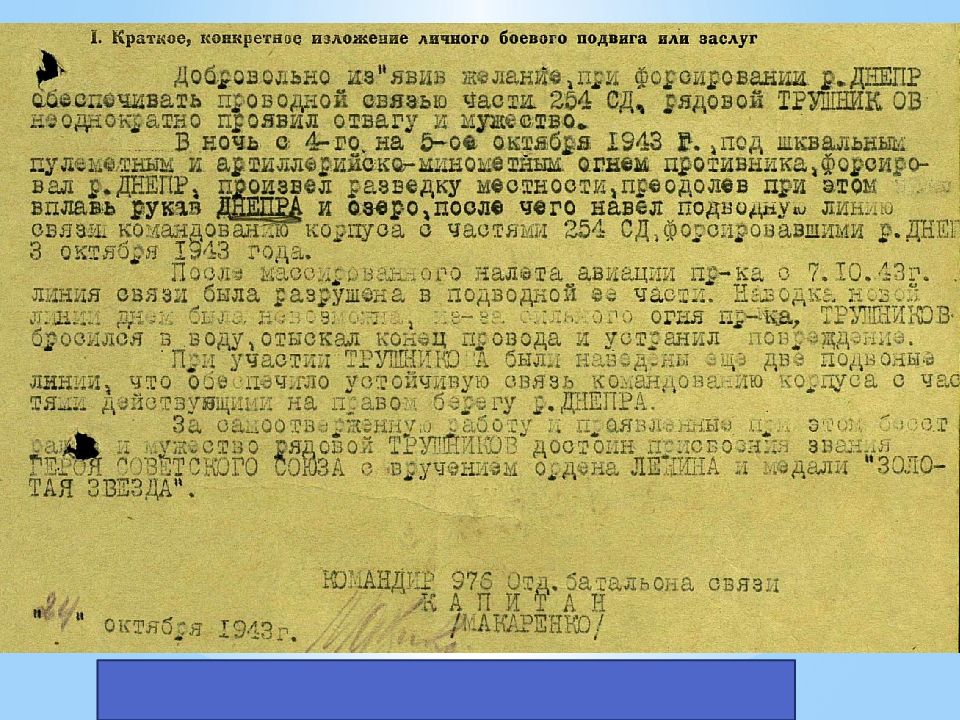 I. Краткое, конкретное изложение личного боевого подвига или заслуг
Добровольно из"явив желание,при форсировании р.ДНЕПР
обеспечивать проводной связью части 254 СД, рядовой ТРУШНИК ОВ
неоднократно проявил отвагу и мужество.
В ночь с 4-го на 5-ое октября 1943 Г.,под шквальным
пулеметным и артиллерийско-минометным огнем противника,форсиро-
вал р.ДНЕПР, произвел разведку местности,преодолев при этом
вплавь рукав ДНЕПРА и озеро,после чего навел подводную линию
связи командованию корпуса с частями 254 СД,форсировавшими р.ДНЕП
3 октября 1943 года.
После массированного налета авиации пр-ка с 7.10.43г.
линия связи была разрушена в подводной ее части. Наводка новой
линии днем была невозможна, из-за сильного огня пр-ка, ТРУШНИКОВ
бросился в воду,отыскал конец провода и устранил повреждение.
При участии ТРУШНИКОВА были наведены еще две подвоные
линии, что обеспечило устойчивую связь командованию корпуса с час
тями действующими на правом берегу р.ДНЕПРА.
За самоотверженную работу и проявленные при этом бесст
и мужество рядовой ТРУШНИКОВ достоин присвоения звания
ГЕРОЯ СОВЕТСКОГО СОЮЗА с вручением ордена ЛЕНИНА и медали "ЗОЛО-
ТАЯ ЗВЕЗДА".
КОМАНДИР 976 Отд.батальона связи
К А П И Т А Н
/МАКАРЕНКО/
"24" октября 1943г.